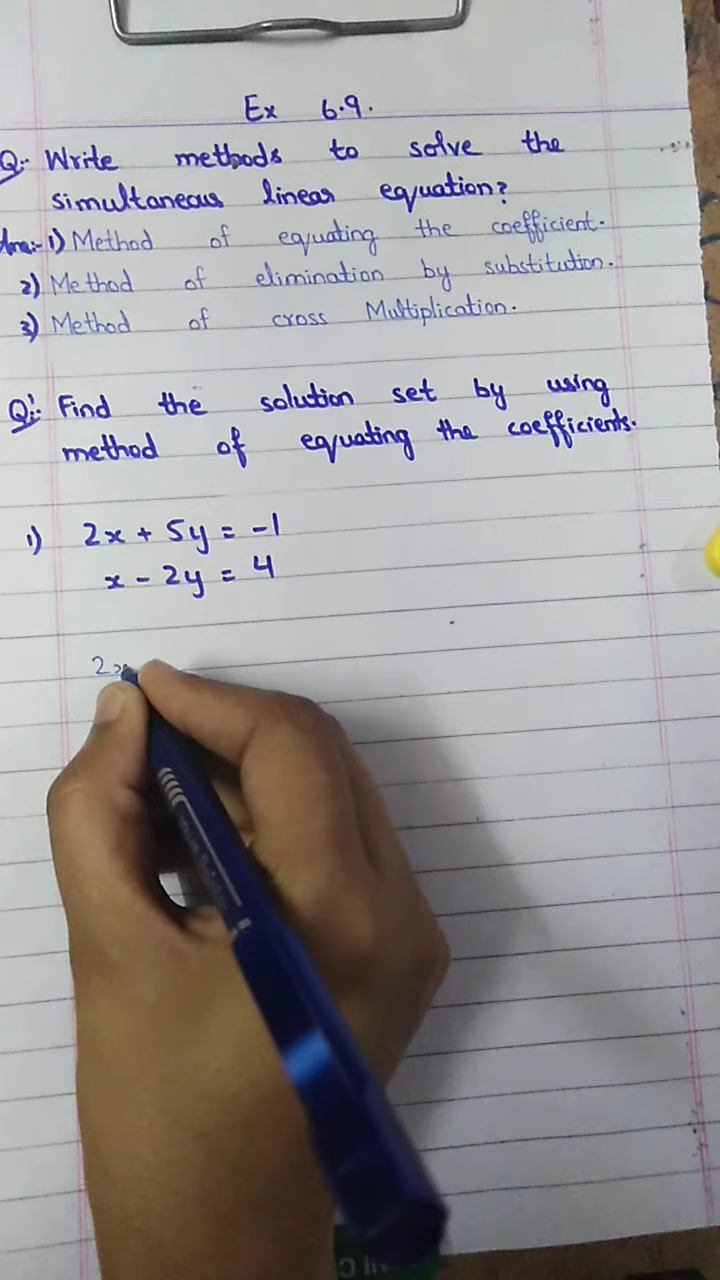 Ex 6.9.
Q:- Write methods to solve the
simultaneous linear equation?
Ans:- 1) Method of equating the coefficient.
2) Method of elimination by substitution.
3) Method of cross Multiplication.
Q1:- Find the solution set by using
method of equating the coefficients.
1) 2x + 5y = -1
x - 2y = 4
2x